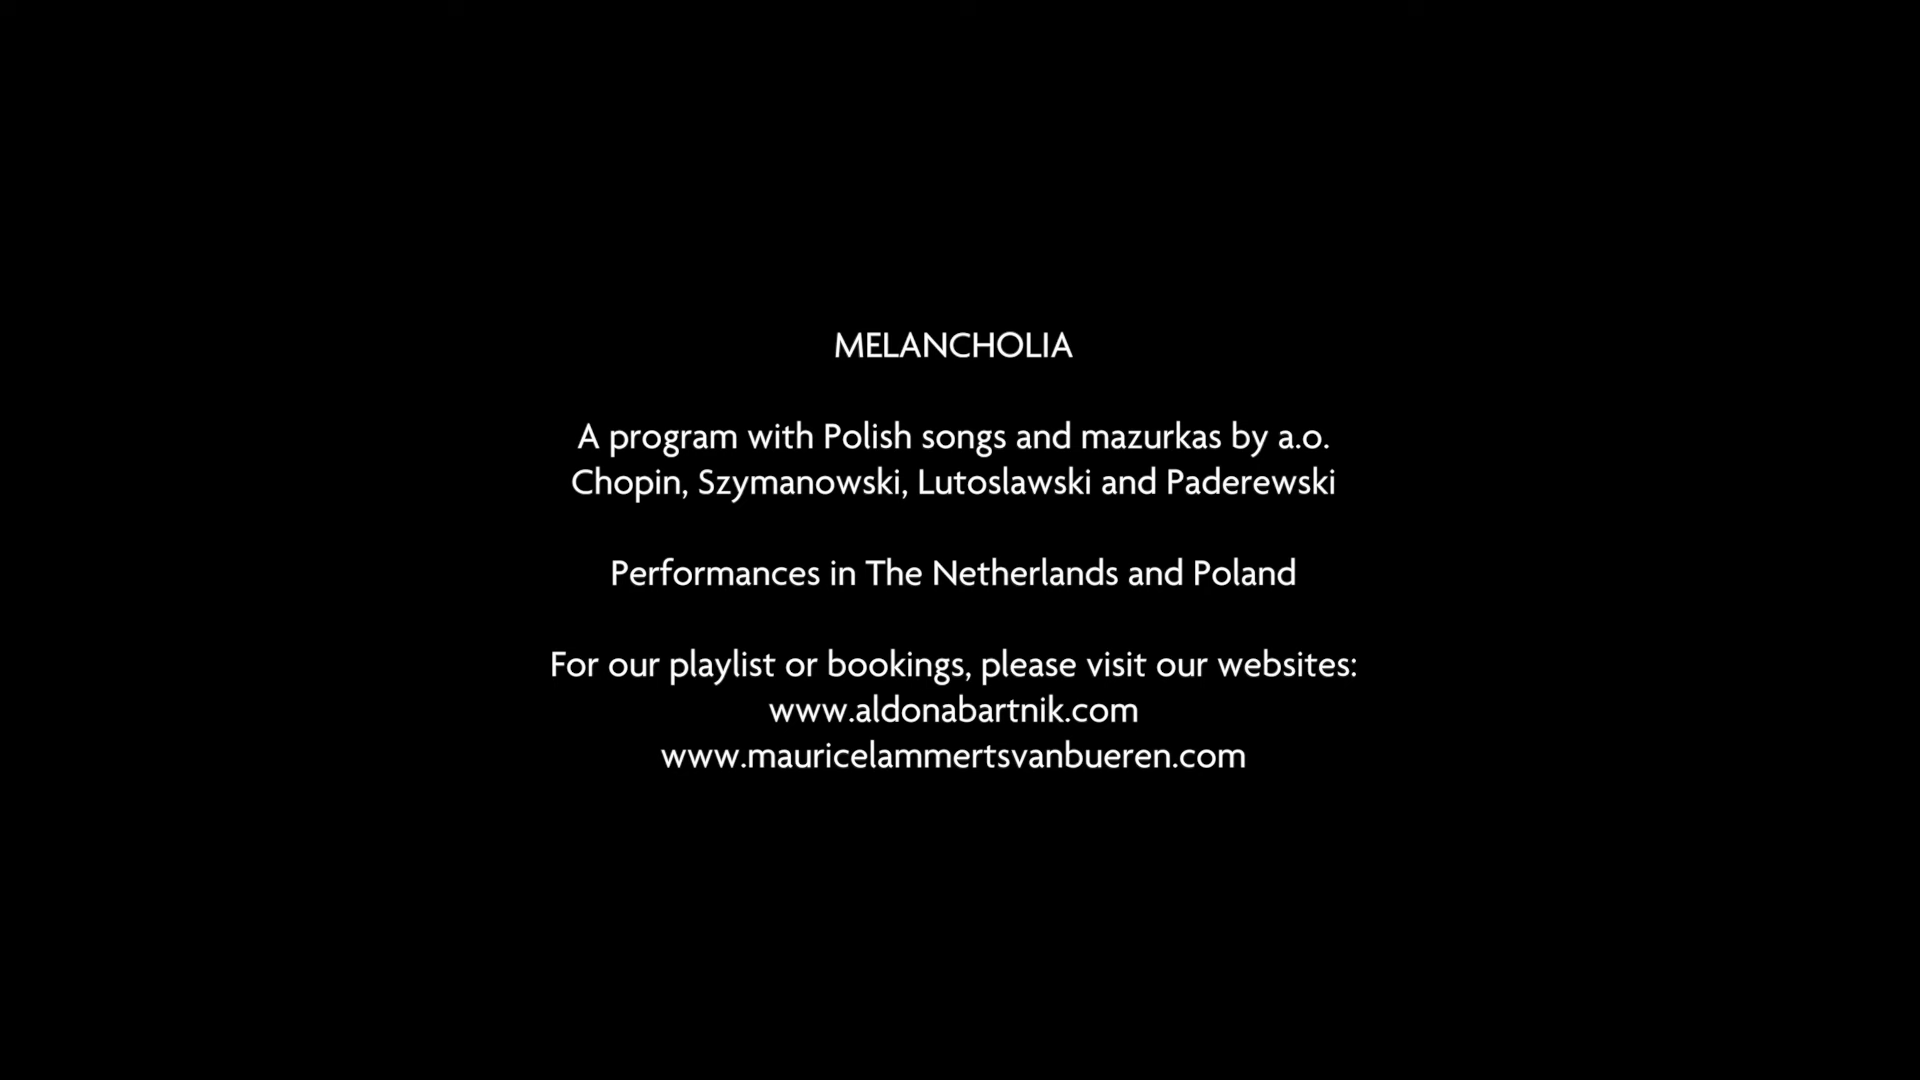 MELANCHOLIA
A program with Polish songs and mazurkas by a.o.
Chopin, Szymanowski, Lutoslawski and Paderewski
Performances in The Netherlands and Poland
For our playlist or bookings, please visit our websites:
www.aldonabartnik.com
www.mauricelammertsvanbueren.com